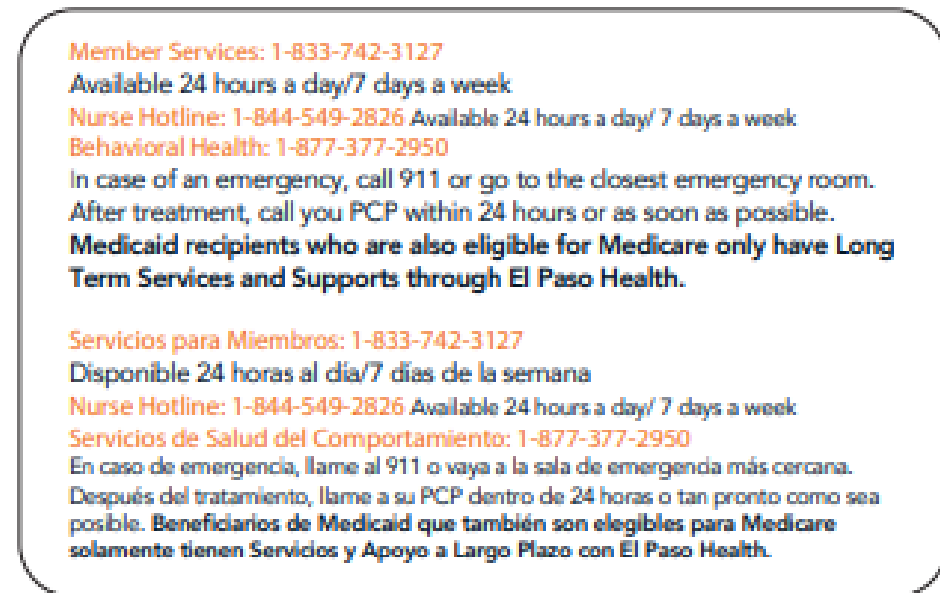 Member Services: 1-833-742-3127
Available 24 hours a day/7 days a week
Nurse Hotline: 1-844-549-2826 Available 24 hours a day/ 7 days a week
Behavioral Health: 1-877-377-2950
In case of an emergency, call 911 or go to the closest emergency room.
After treatment, call you PCP within 24 hours or as soon as possible.
Medicaid recipients who are also eligible for Medicare only have Long
Term Services and Supports through El Paso Health.
Servicios para Miembros: 1-833-742-3127
Disponible 24 horas al día/7 días de la semana
Nurse Hotline: 1-844-549-2826 Available 24 hours a day/ 7 days a week
Servicios de Salud del Comportamiento: 1-877-377-2950
En caso de emergencia, llame al 911 o vaya a la sala de emergencia más cercana.
Después del tratamiento, llame a su PCP dentro de 24 horas o tan pronto como sea
posible. Beneficiarios de Medicaid que también son elegibles para Medicare
solamente tienen Servicios y Apoyo a Largo Plazo con El Paso Health.